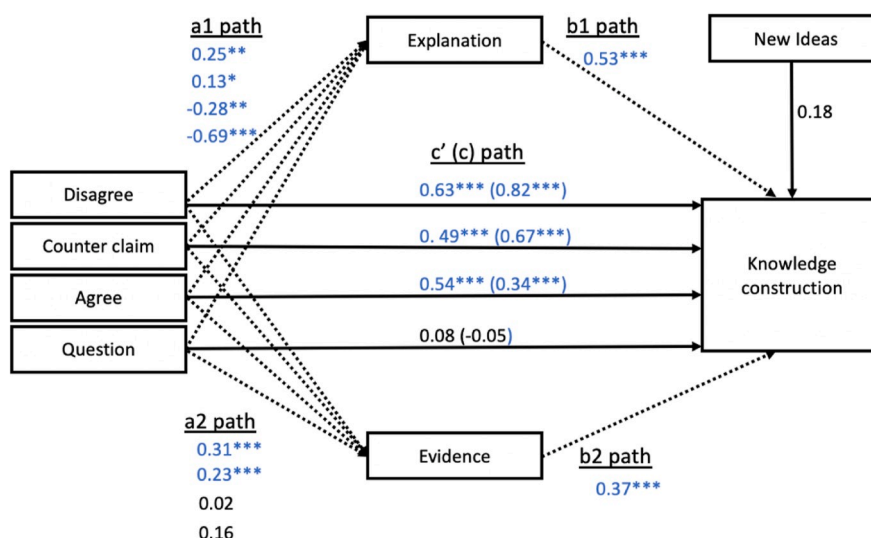 a1 path
0.25**
0.13*
-0.28**
-0.69***
Explanation
b1 path
0.53***
New Ideas
0.18
c’ (c) path
Disagree
0.63*** (0.82***)
Counter claim
0. 49*** (0.67***)
Agree
0.54*** (0.34***)
Question
0.08 (-0.05)
Knowledge
construction
a2 path
0.31***
0.23***
0.02
0.16
Evidence
b2 path
0.37***